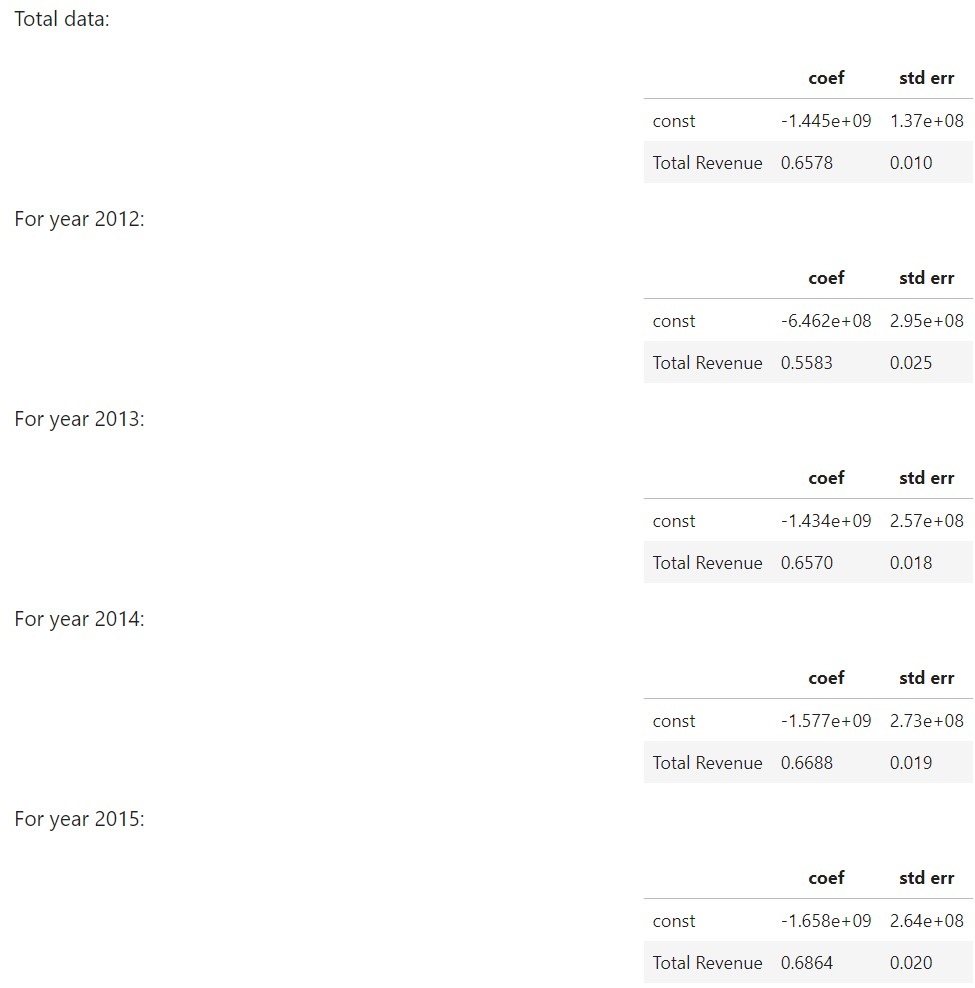 Total data:
coef std err
const -1.445e+09 1.37e+08
Total Revenue 0.6578 0.010
For year 2012:
coef std err
const -6.462e+08 2.95e+08
Total Revenue 0.5583 0.025
For year 2013:
coef std err
const -1.434e+09 2.57e+08
Total Revenue 0.6570 0.018
For year 2014:
coef std err
const -1.577e+09 2.73e+08
Total Revenue 0.6688 0.019
For year 2015:
coef std err
const -1.658e+09 2.64e+08
Total Revenue 0.6864 0.020